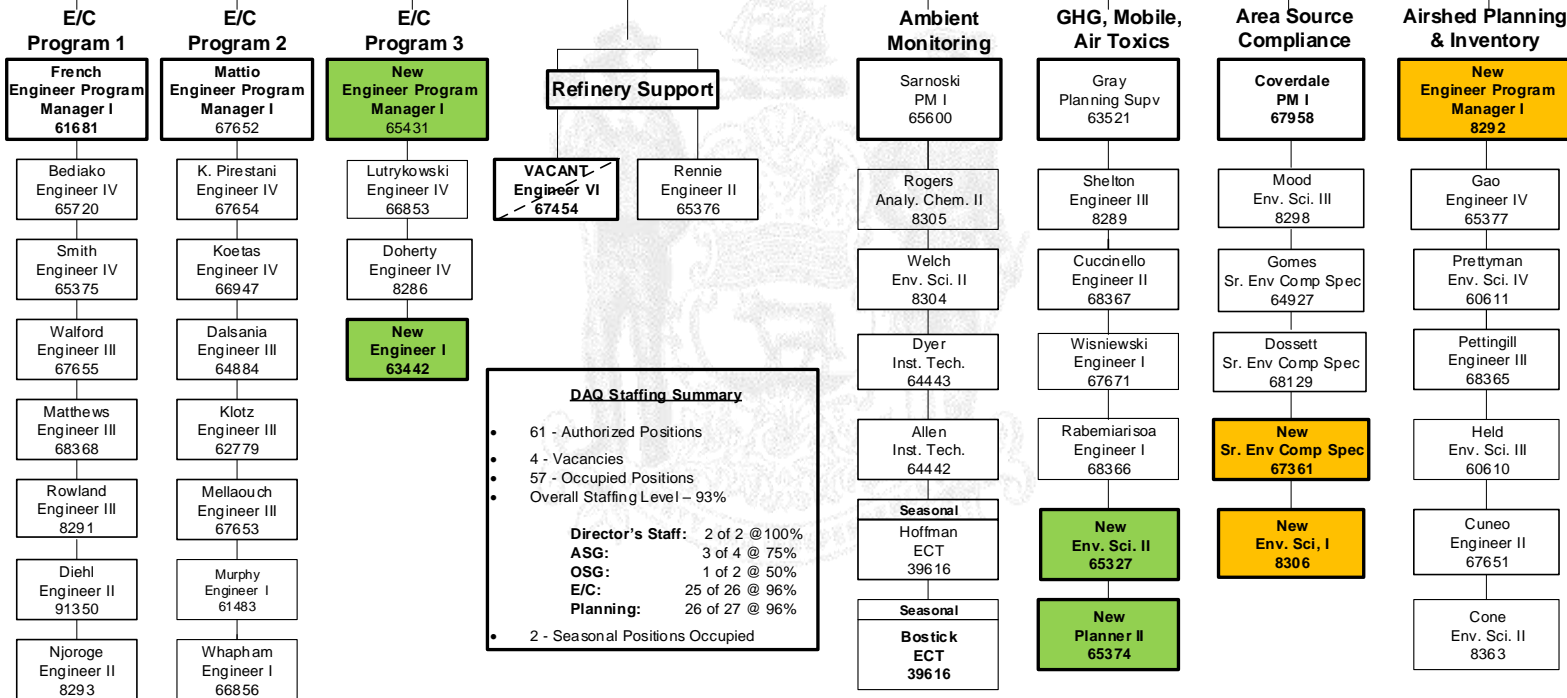 E/C
Program 1
French
Engineer Program
Manager I
61681
Bediako
Engineer IV
65720
Smith
Engineer IV
65375
Walford
Engineer III
67655
Matthews
Engineer III
68368
Rowland
Engineer III
8291
Diehl
Engineer II
91350
Njoroge
Engineer II
8293
E/C
Program 2
Mattio
Engineer Program
Manager I
67652
K. Pirestani
Engineer IV
67654
Koetas
Engineer IV
66947
Dalsania
Engineer III
64884
Klotz
Engineer III
62779
Mellaouch
Engineer III
67653
Murphy
Engineer I
61483
Whapham
Engineer I
66856
E/C
Program 3
New
Engineer Program
Manager I
65431
Lutrykowski
Engineer IV
66853
Doherty
Engineer IV
8286
New
Engineer I
63442
Refinery Support
VACANT
Engineer VI
67454
Rennie
Engineer II
65376
DAQ Staffing Summary
• 61 - Authorized Positions
• 4 - Vacancies
• 57 - Occupied Positions
• Overall Staffing Level – 93%
Director's Staff: 2 of 2 @100%
ASG: 3 of 4 @ 75%
OSG: 1 of 2 @ 50%
E/C: 25 of 26 @ 96%
Planning: 26 of 27 @ 96%
• 2 - Seasonal Positions Occupied
Ambient
Monitoring
Sarnoski
PM I
65600
Rogers
Analy. Chem. II
8305
Welch
Env. Sci. II
8304
Dyer
Inst. Tech.
64443
Allen
Inst. Tech.
64442
Seasonal
Hoffman
ECT
39616
Seasonal
Bostick
ECT
39616
GHG, Mobile,
Air Toxics
Gray
Planning Supv
63521
Shelton
Engineer III
8289
Cuccinello
Engineer II
68367
Wisniewski
Engineer I
67671
Rabemiarisoa
Engineer I
68366
New
Env. Sci. II
65327
New
Planner II
65374
Area Source
Compliance
Coverdale
PM I
67958
Mood
Env. Sci. III
8298
Gomes
Sr. Env Comp Spec
64927
Dossett
Sr. Env Comp Spec
68129
New
Sr. Env Comp Spec
67361
New
Env. Sci, I
8306
Airshed Planning
& Inventory
New
Engineer Program
Manager I
8292
Gao
Engineer IV
65377
Prettyman
Env. Sci. IV
60611
Pettingill
Engineer III
68365
Held
Env. Sci. III
60610
Cuneo
Engineer II
67651
Cone
Env. Sci. II
8363